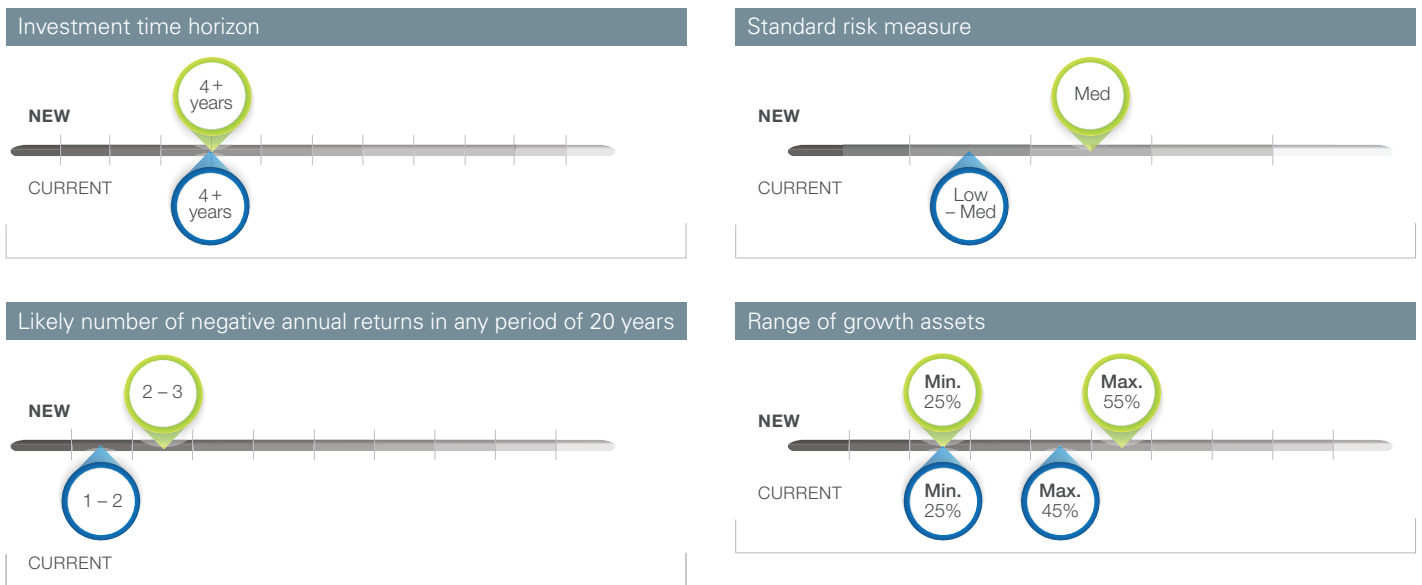 Investment time horizon
4+
years
NEW
CURRENT
4+
years
Standard risk measure
Med
NEW
CURRENT
Low
– Med
Likely number of negative annual returns in any period of 20 years
2 – 3
NEW
1 – 2
CURRENT
Range of growth assets
Min.
25%
Max.
55%
NEW
CURRENT
Min.
25%
Max.
45%